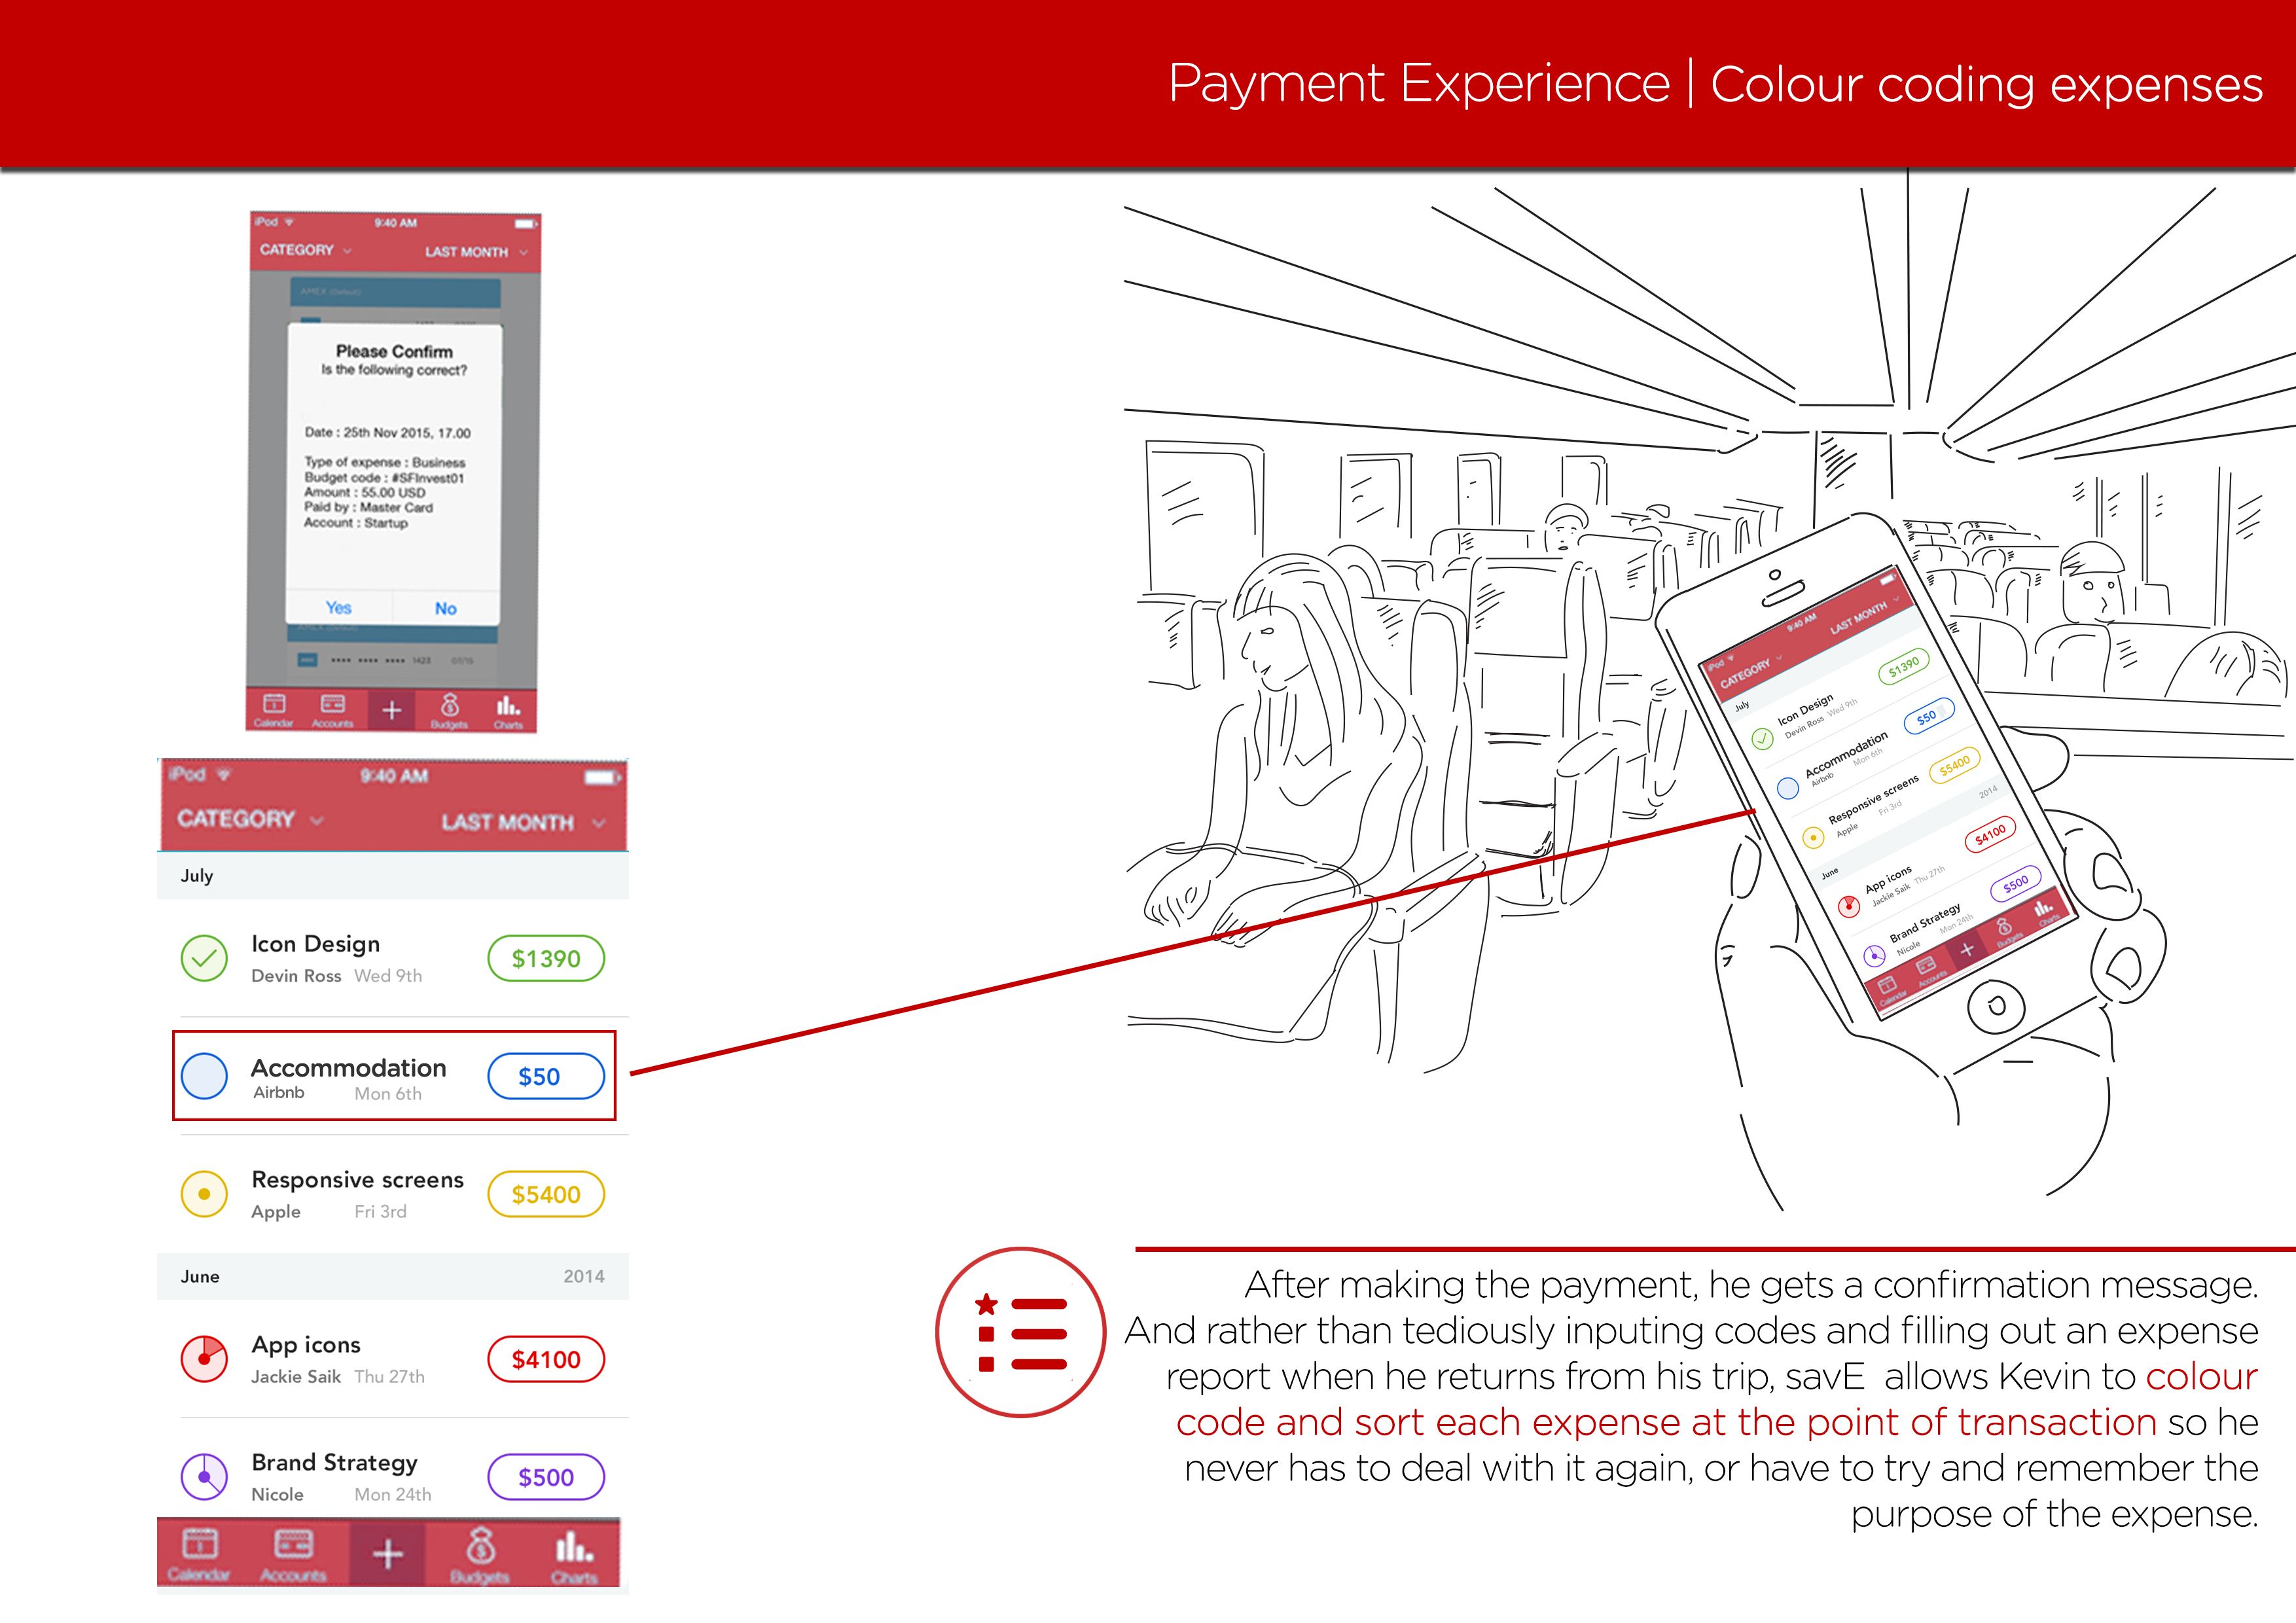 Payment Experience | Colour coding expenses
iPod 9:40 AM
CATEGORY LAST MONTH
AMEX (Default)
Please Confirm
Is the following correct?
Date : 25th Nov 2015, 17.00
Type of expense : Business
Budget code : #SFInvest01
Amount : 55.00 USD
Paid by : Master Card
Account : Startup
Yes No
•••• •••• •••• 1423 07/15
Calendar Accounts + Budgets Charts
iPod 9:40 AM
CATEGORY LAST MONTH
July
Icon Design
Devin Ross Wed 9th
$1390
Accommodation
Airbnb Mon 6th
$50
Responsive screens
Apple Fri 3rd
$5400
June 2014
App icons
Jackie Saik Thu 27th
$4100
Brand Strategy
Nicole Mon 24th
$500
Calendar Accounts + Budgets Charts
iPod 9:40 AM
CATEGORY LAST MONTH
July
Icon Design
Devin Ross Wed 9th
$1390
Accommodation
Airbnb Mon 6th
$50
Responsive screens
Apple Fri 3rd
$5400
June 2014
App icons
Jackie Saik Thu 27th
$4100
Brand Strategy
Nicole Mon 24th
$500
Calendar Accounts + Budgets Charts
After making the payment, he gets a confirmation message.
And rather than tediously inputing codes and filling out an expense
report when he returns from his trip, savE allows Kevin to colour
code and sort each expense at the point of transaction so he
never has to deal with it again, or have to try and remember the
purpose of the expense.